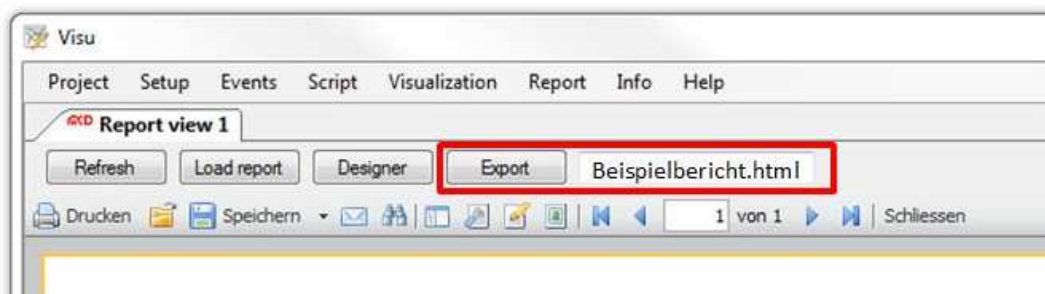 Visu
Project Setup Events Script Visualization Report Info Help
GCD Report view 1
Refresh Load report Designer Export Beispielbericht.html
Drucken Speichern 1 von 1 Schliessen